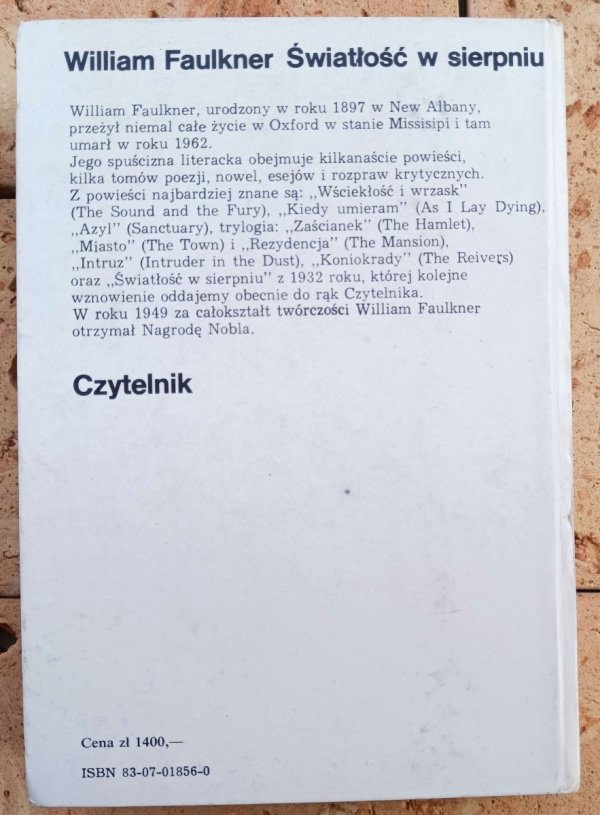 William Faulkner Światłość w sierpniu
William Faulkner, urodzony w roku 1897 w New Albany,
przeżył niemal całe życie w Oxford w stanie Missisipi i tam
umarł w roku 1962.
Jego spuścizna literacka obejmuje kilkanaście powieści,
kilka tomów poezji, nowel, esejów i rozpraw krytycznych.
Z powieści najbardziej znane są: „Wściekłość i wrzask”
(The Sound and the Fury), „Kiedy umieram” (As I Lay Dying),
„Azyl” (Sanctuary), trylogia: „Zaścianek” (The Hamlet),
„Miasto” (The Town) i „Rezydencja” (The Mansion),
„Intruz” (Intruder in the Dust), „Koniokrady” (The Reivers)
oraz „Światłość w sierpniu” z 1932 roku, której kolejne
wznowienie oddajemy obecnie do rąk Czytelnika.
W roku 1949 za całokształt twórczości William Faulkner
otrzymał Nagrodę Nobla.
Czytelnik
Cena zł 1400,—
ISBN 83-07-01856-0